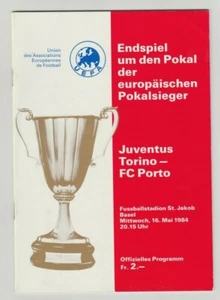 Union
des Associations
Européennes
de Football
UEFA
Endspiel
um den Pokal
der
europäischen
Pokalsieger
Juventus
Torino –
FC Porto
Fussballstadion St. Jakob
Basel
Mittwoch, 16. Mai 1984
20.15 Uhr
Offizielles Programm
Fr. 2.—